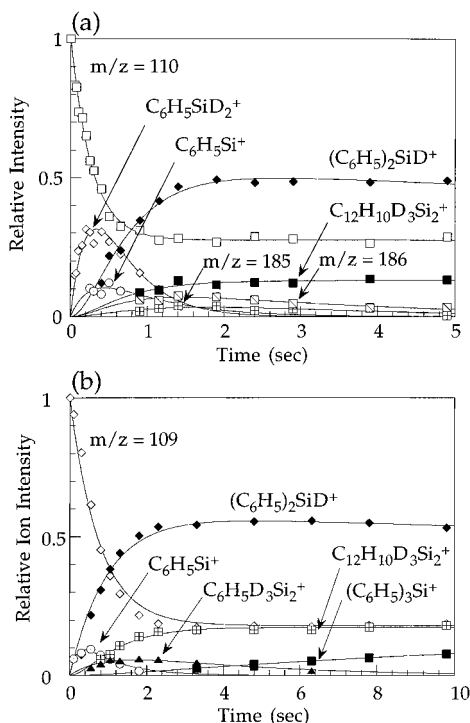 (a)
1
m/z = 110
C₆H₅SiD₂⁺
C₆H₅Si⁺
(C₆H₅)₂SiD⁺
0.5
C₁₂H₁₀D₃Si₂⁺
m/z = 185
m/z = 186
0
0 1 2 3 4 5
Time (sec)
Relative Intensity
(b)
1
m/z = 109
(C₆H₅)₂SiD⁺
0.5
C₆H₅Si⁺
C₆H₅D₃Si₂⁺
C₁₂H₁₀D₃Si₂⁺
(C₆H₅)₃Si⁺
0
0 2 4 6 8 10
Time (sec)
Relative Ion Intensity